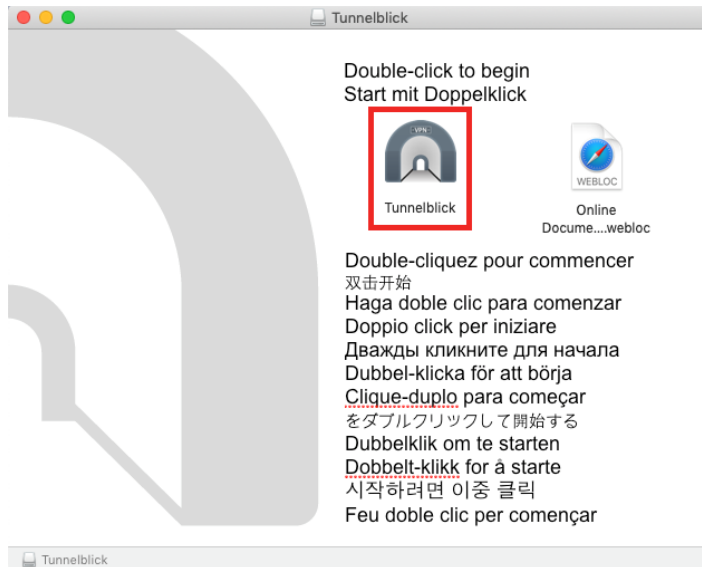 Tunnelblick
Double-click to begin
Start mit Doppelklick
VPN
WEBLOC
Tunnelblick
Online
Docume....webloc
Double-cliquez pour commencer
双击开始
Haga doble clic para comenzar
Doppio click per iniziare
Дважды кликните для начала
Dubbel-klicka för att börja
Clique-duplo para começar
をダブルクリックして開始する
Dubbelklik om te starten
Dobbelt-klikk for å starte
시작하려면 이중 클릭
Feu doble clic per començar
Tunnelblick